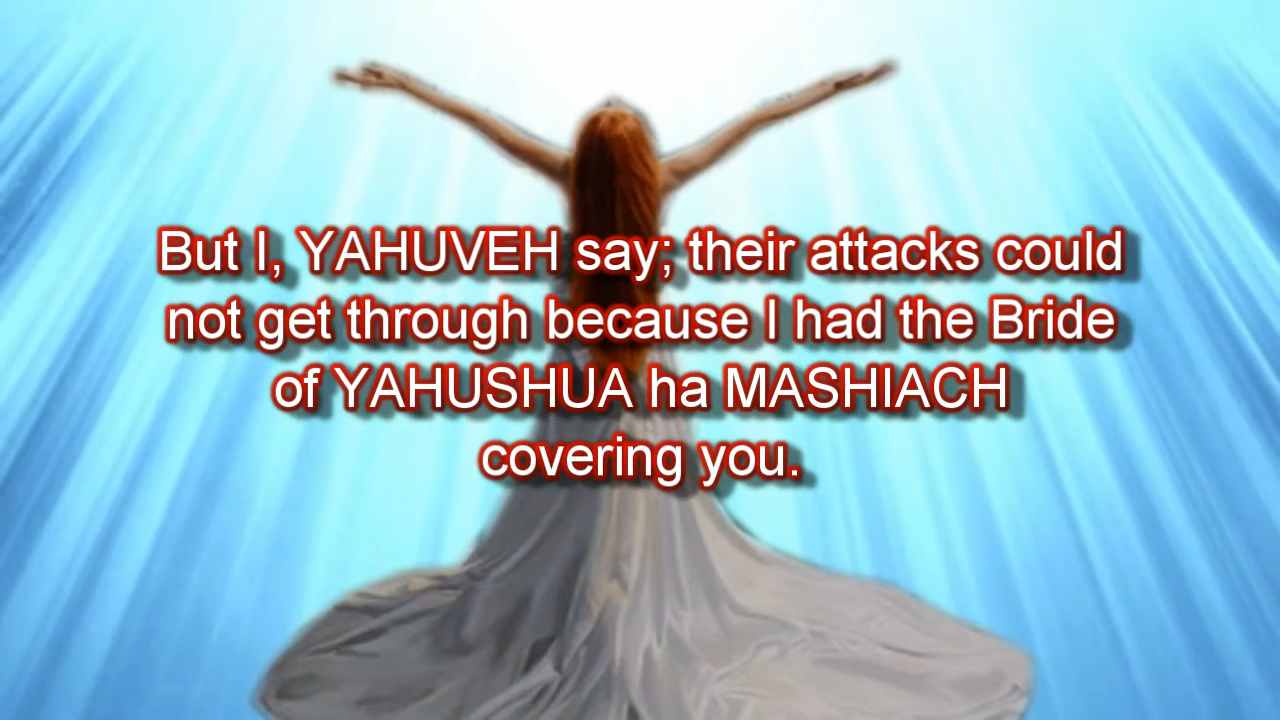 But I, YAHUVEH say; their attacks could
not get through because I had the Bride
of YAHUSHUA ha MASHIACH
covering you.